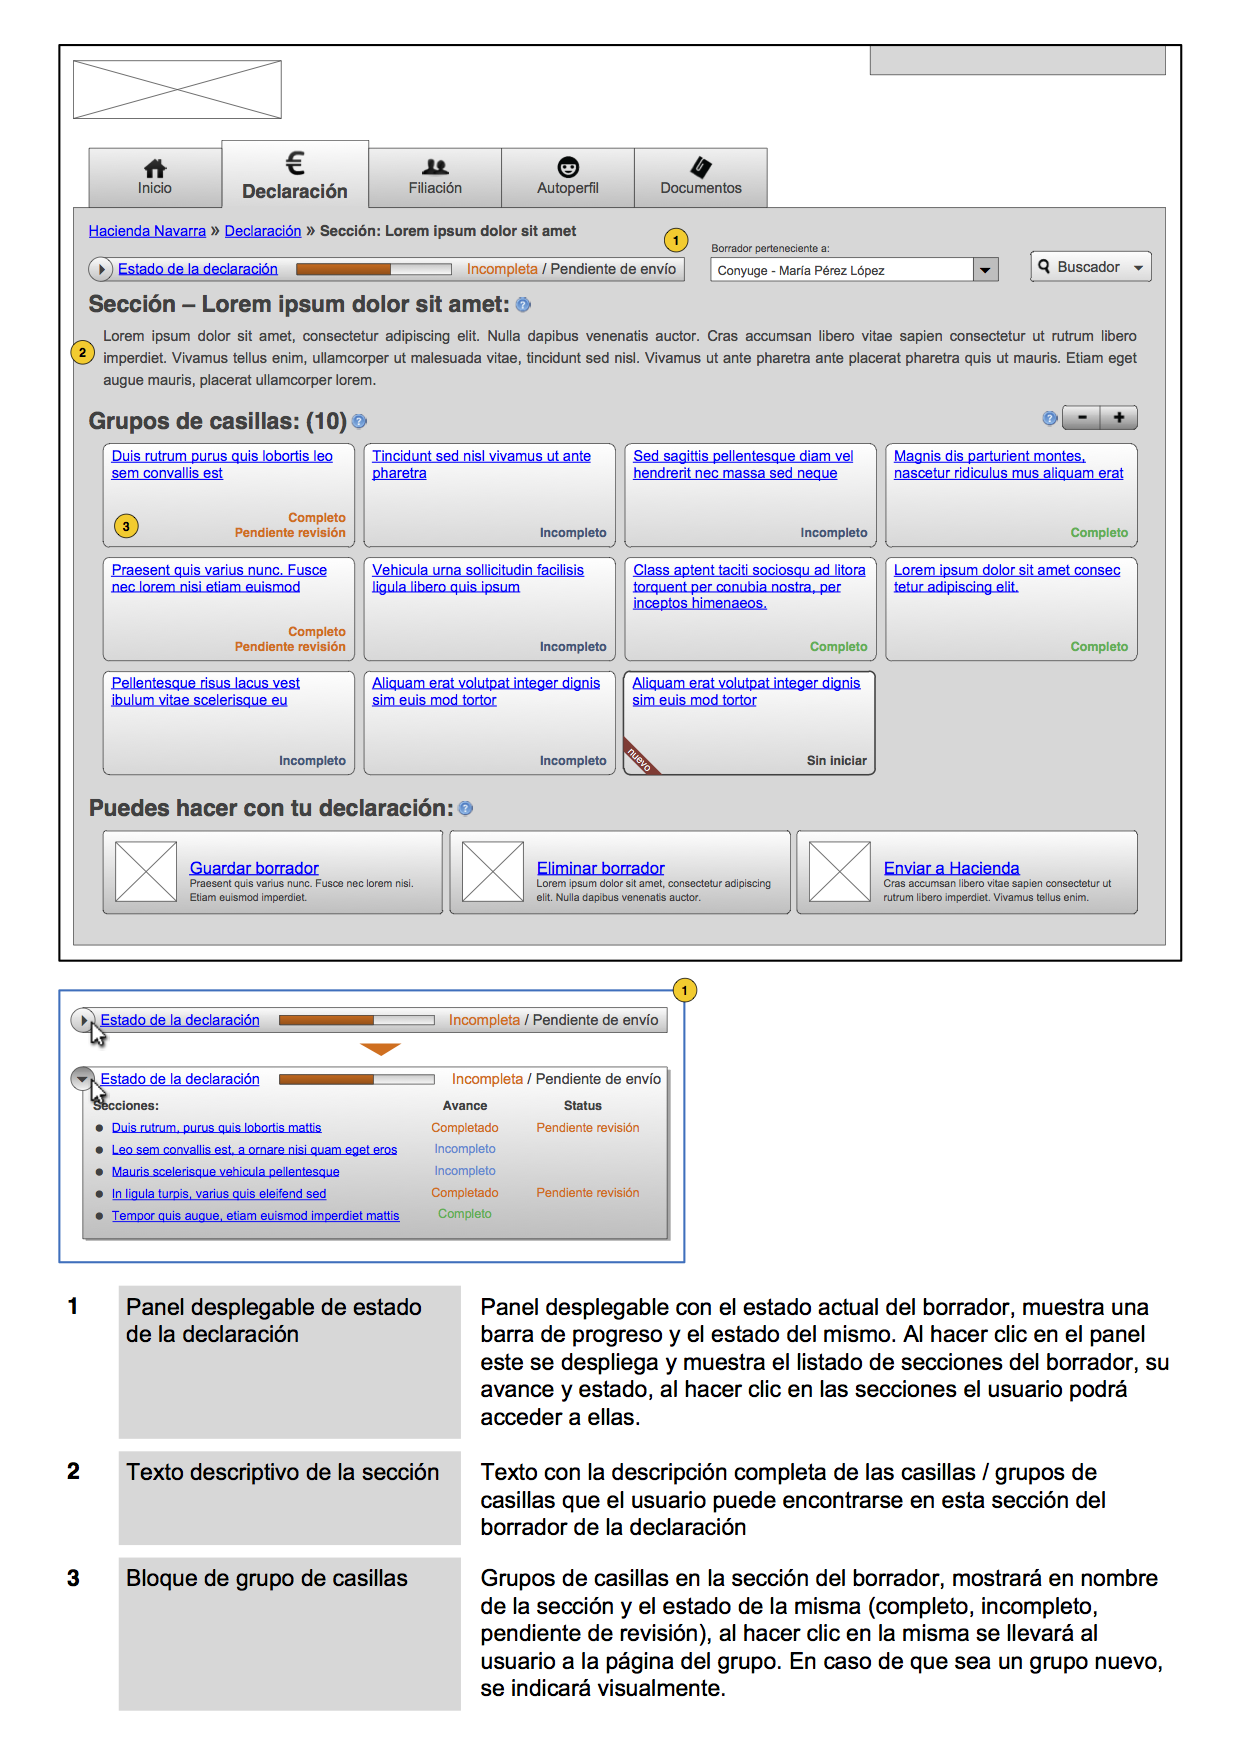 Inicio
Declaración
Filiación
Autoperfil
Documentos
Hacienda Navarra » Declaración » Sección: Lorem ipsum dolor sit amet
1
Borrador perteneciente a:
Estado de la declaración
Incompleta / Pendiente de envío
Conyuge - María Pérez López
Buscador
Sección – Lorem ipsum dolor sit amet: ?
2
Lorem ipsum dolor sit amet, consectetur adipiscing elit. Nulla dapibus venenatis auctor. Cras accumsan libero vitae sapien consectetur ut rutrum libero
imperdiet. Vivamus tellus enim, ullamcorper ut malesuada vitae, tincidunt sed nisl. Vivamus ut ante pharetra ante placerat pharetra quis ut mauris. Etiam eget
augue mauris, placerat ullamcorper lorem.
Grupos de casillas: (10) ?
? - +
Duis rutrum purus quis lobortis leo
sem convallis est
3
Completo
Pendiente revisión
Tincidunt sed nisl vivamus ut ante
pharetra
Incompleto
Sed sagittis pellentesque diam vel
hendrerit nec massa sed neque
Incompleto
Magnis dis parturient montes,
nascetur ridiculus mus aliquam erat
Completo
Praesent quis varius nunc. Fusce
nec lorem nisi etiam euismod
Completo
Pendiente revisión
Vehicula urna sollicitudin facilisis
ligula libero quis ipsum
Incompleto
Class aptent taciti sociosqu ad litora
torquent per conubia nostra, per
inceptos himenaeos.
Completo
Lorem ipsum dolor sit amet consec
tetur adipiscing elit.
Completo
Pellentesque risus lacus vest
ibulum vitae scelerisque eu
Incompleto
Aliquam erat volutpat integer dignis
sim euis mod tortor
Incompleto
Aliquam erat volutpat integer dignis
sim euis mod tortor
nuevo
Sin iniciar
Puedes hacer con tu declaración: ?
Guardar borrador
Praesent quis varius nunc. Fusce nec lorem nisi.
Etiam euismod imperdiet.
Eliminar borrador
Lorem ipsum dolor sit amet, consectetur adipiscing
elit. Nulla dapibus venenatis auctor.
Enviar a Hacienda
Cras accumsan libero vitae sapien consectetur ut
rutrum libero imperdiet. Vivamus tellus enim.
1
Estado de la declaración
Incompleta / Pendiente de envío
Estado de la declaración
Incompleta / Pendiente de envío
Secciones: Avance Status
Duis rutrum, purus quis lobortis mattis Completado Pendiente revisión
Leo sem convallis est, a ornare nisi quam eget eros Incompleto
Mauris scelerisque vehicula pellentesque Incompleto
In ligula turpis, varius quis eleifend sed Completado Pendiente revisión
Tempor quis augue, etiam euismod imperdiet mattis Completo
1
Panel desplegable de estado
de la declaración
Panel desplegable con el estado actual del borrador, muestra una
barra de progreso y el estado del mismo. Al hacer clic en el panel
este se despliega y muestra el listado de secciones del borrador, su
avance y estado, al hacer clic en las secciones el usuario podrá
acceder a ellas.
2
Texto descriptivo de la sección
Texto con la descripción completa de las casillas / grupos de
casillas que el usuario puede encontrarse en esta sección del
borrador de la declaración
3
Bloque de grupo de casillas
Grupos de casillas en la sección del borrador, mostrará en nombre
de la sección y el estado de la misma (completo, incompleto,
pendiente de revisión), al hacer clic en la misma se llevará al
usuario a la página del grupo. En caso de que sea un grupo nuevo,
se indicará visualmente.